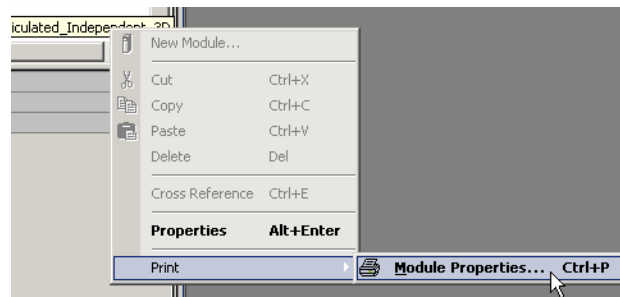 iculated_Independent_3D
New Module...
Cut Ctrl+X
Copy Ctrl+C
Paste Ctrl+V
Delete Del
Cross Reference Ctrl+E
Properties Alt+Enter
Print
Module Properties... Ctrl+P